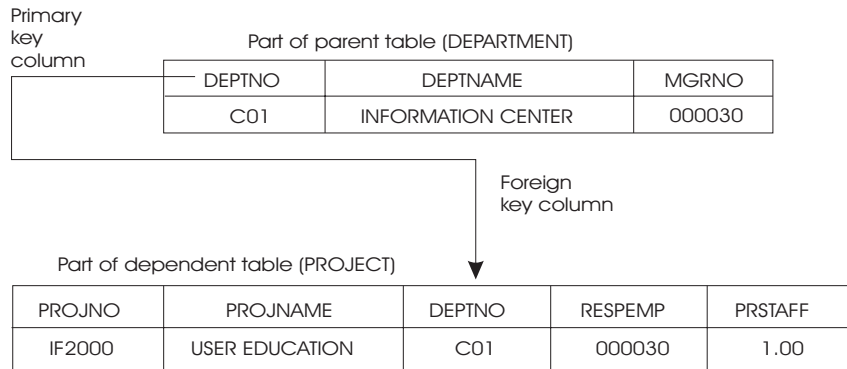 Primary
key
column
Part of parent table (DEPARTMENT)
DEPTNO DEPTNAME MGRNO
C01 INFORMATION CENTER 000030
Foreign
key column
Part of dependent table (PROJECT)
PROJNO PROJNAME DEPTNO RESPEMP PRSTAFF
IF2000 USER EDUCATION C01 000030 1.00